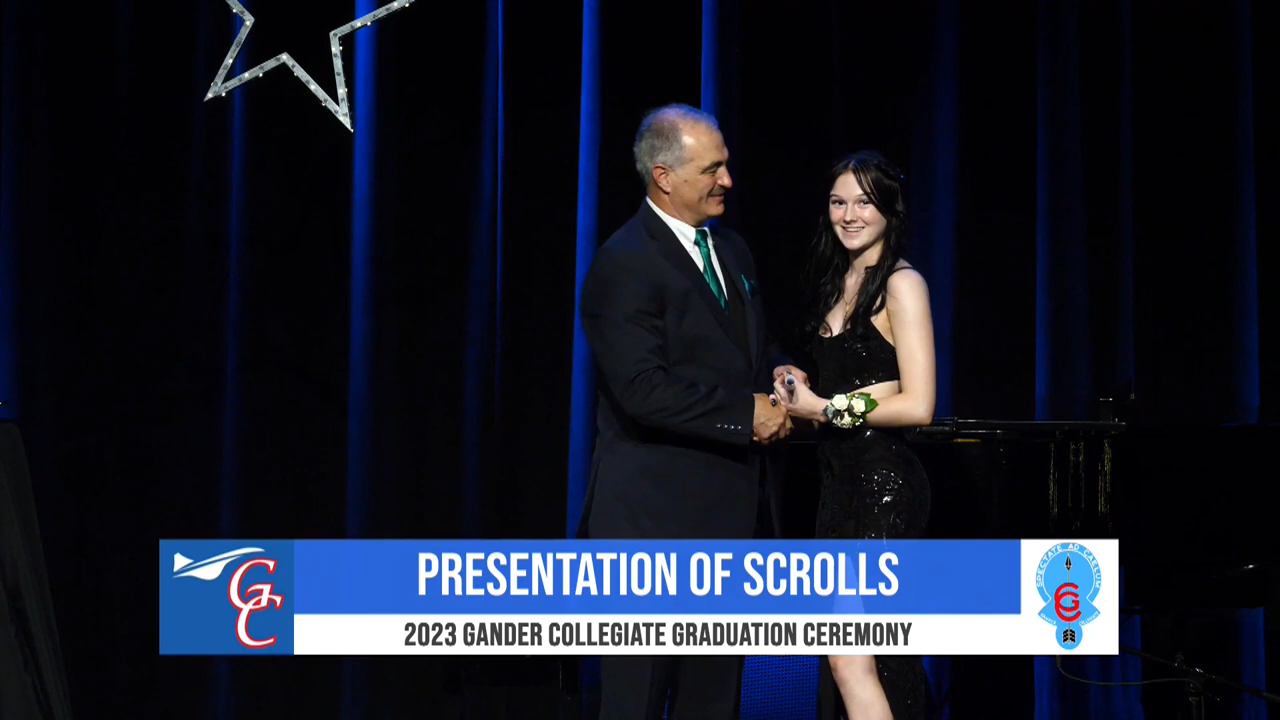 PRESENTATION OF SCROLLS
2023 GANDER COLLEGIATE GRADUATION CEREMONY
GC
SPECTATE AD CAELUM
GC